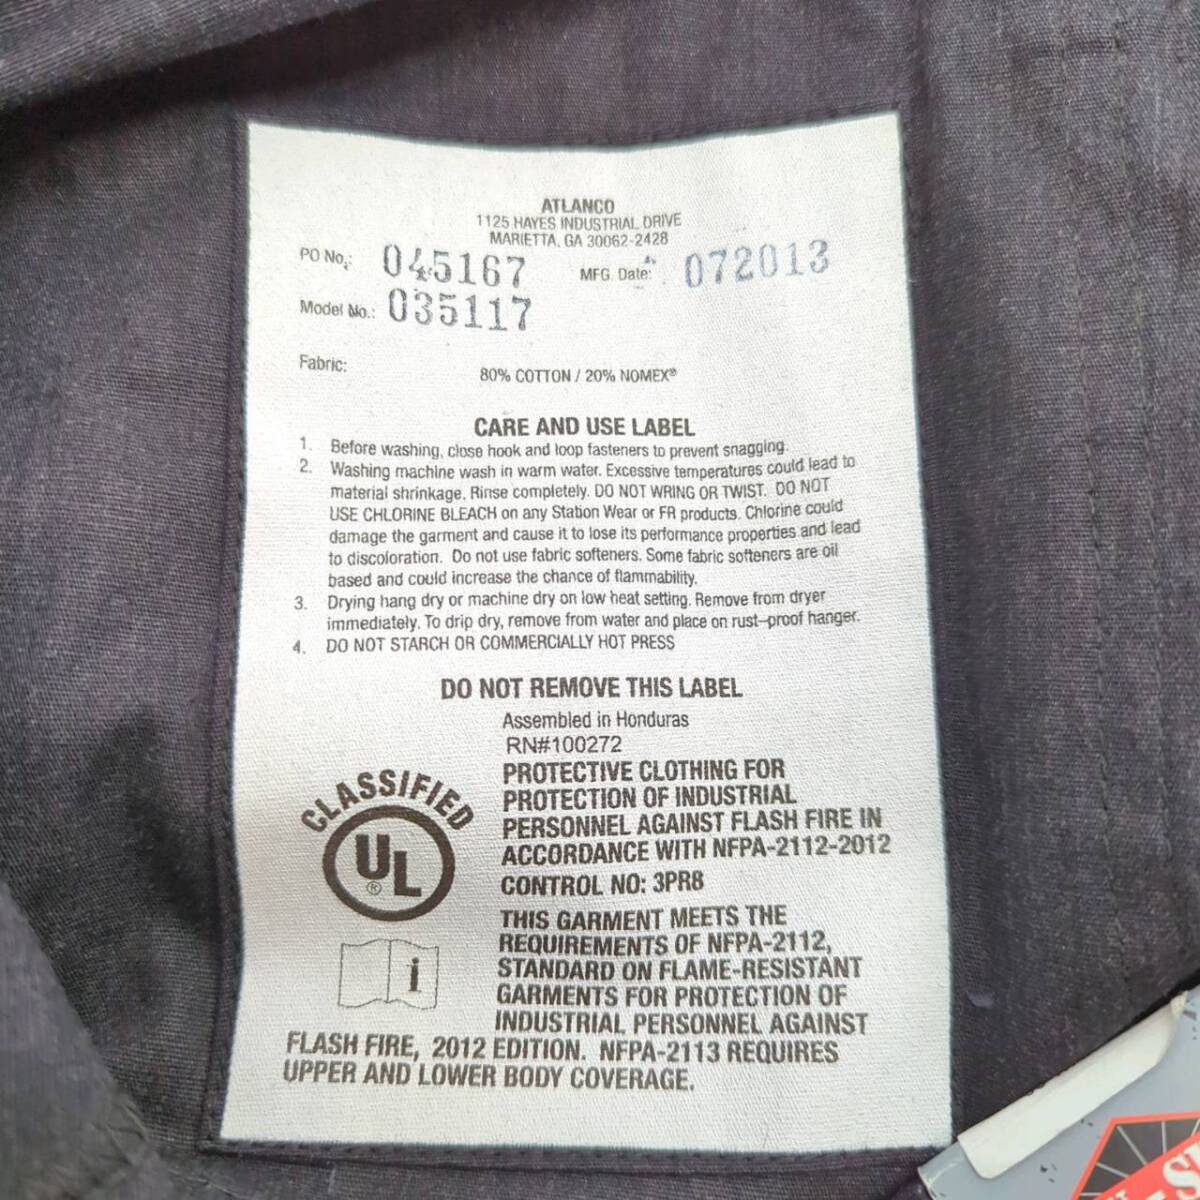 ATLANCO
1125 HAYES INDUSTRIAL DRIVE
MARIETTA, GA 30062-2428
PO No.: 045167 MFG. Date: 072013
Model No.: 035117
Fabric: 80% COTTON / 20% NOMEX®
CARE AND USE LABEL
1. Before washing, close hook and loop fasteners to prevent snagging.
2. Washing machine wash in warm water. Excessive temperatures could lead to
material shrinkage. Rinse completely. DO NOT WRING OR TWIST. DO NOT
USE CHLORINE BLEACH on any Station Wear or FR products. Chlorine could
damage the garment and cause it to lose its performance properties and lead
to discoloration. Do not use fabric softeners. Some fabric softeners are oil
based and could increase the chance of flammability.
3. Drying hang dry or machine dry on low heat setting. Remove from dryer
immediately. To drip dry, remove from water and place on rust-proof hanger.
4. DO NOT STARCH OR COMMERCIALLY HOT PRESS
DO NOT REMOVE THIS LABEL
Assembled in Honduras
RN#100272
CLASSIFIED
UL®
PROTECTIVE CLOTHING FOR
PROTECTION OF INDUSTRIAL
PERSONNEL AGAINST FLASH FIRE IN
ACCORDANCE WITH NFPA-2112-2012
CONTROL NO: 3PR8
i
THIS GARMENT MEETS THE
REQUIREMENTS OF NFPA-2112,
STANDARD ON FLAME-RESISTANT
GARMENTS FOR PROTECTION OF
INDUSTRIAL PERSONNEL AGAINST
FLASH FIRE, 2012 EDITION. NFPA-2113 REQUIRES
UPPER AND LOWER BODY COVERAGE.